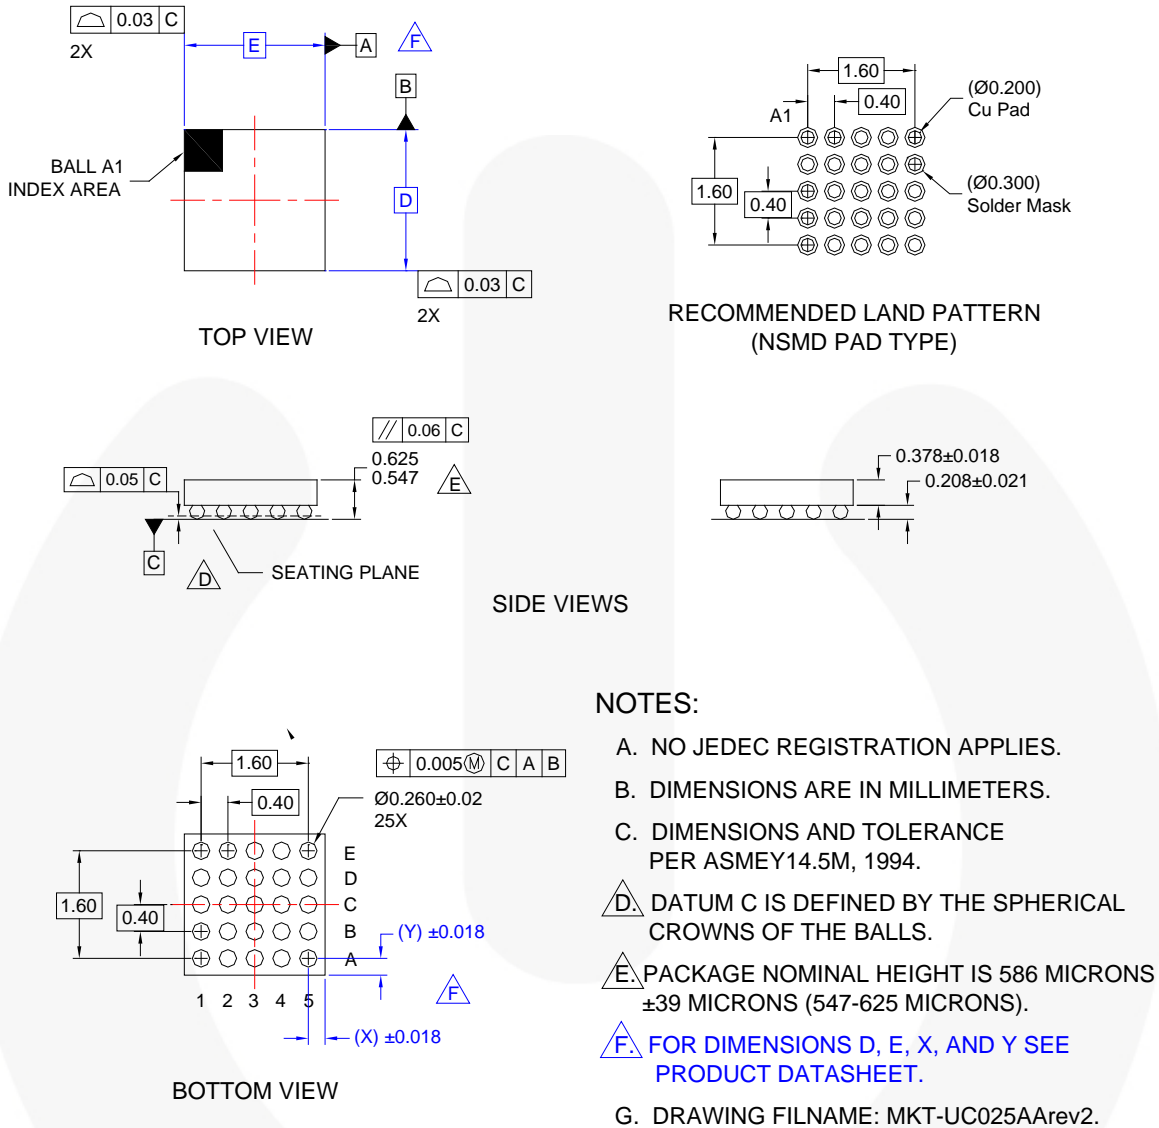 0.03 C
2X
E
A
F
B
BALL A1
INDEX AREA
D
0.03 C
2X
TOP VIEW
1.60
0.40
A1
(Ø0.200)
Cu Pad
1.60
0.40
(Ø0.300)
Solder Mask
RECOMMENDED LAND PATTERN
(NSMD PAD TYPE)
// 0.06 C
0.625
0.547
E
0.05 C
C
D
SEATING PLANE
0.378±0.018
0.208±0.021
SIDE VIEWS
1.60
0.40
0.005Ⓜ C A B
Ø0.260±0.02
25X
E
D
C
B
A
1.60
0.40
(Y) ±0.018
F
1 2 3 4 5
(X) ±0.018
BOTTOM VIEW
NOTES:
A. NO JEDEC REGISTRATION APPLIES.
B. DIMENSIONS ARE IN MILLIMETERS.
C. DIMENSIONS AND TOLERANCE
PER ASMEY14.5M, 1994.
D. DATUM C IS DEFINED BY THE SPHERICAL
CROWNS OF THE BALLS.
E. PACKAGE NOMINAL HEIGHT IS 586 MICRONS
±39 MICRONS (547-625 MICRONS).
F. FOR DIMENSIONS D, E, X, AND Y SEE
PRODUCT DATASHEET.
G. DRAWING FILNAME: MKT-UC025AArev2.